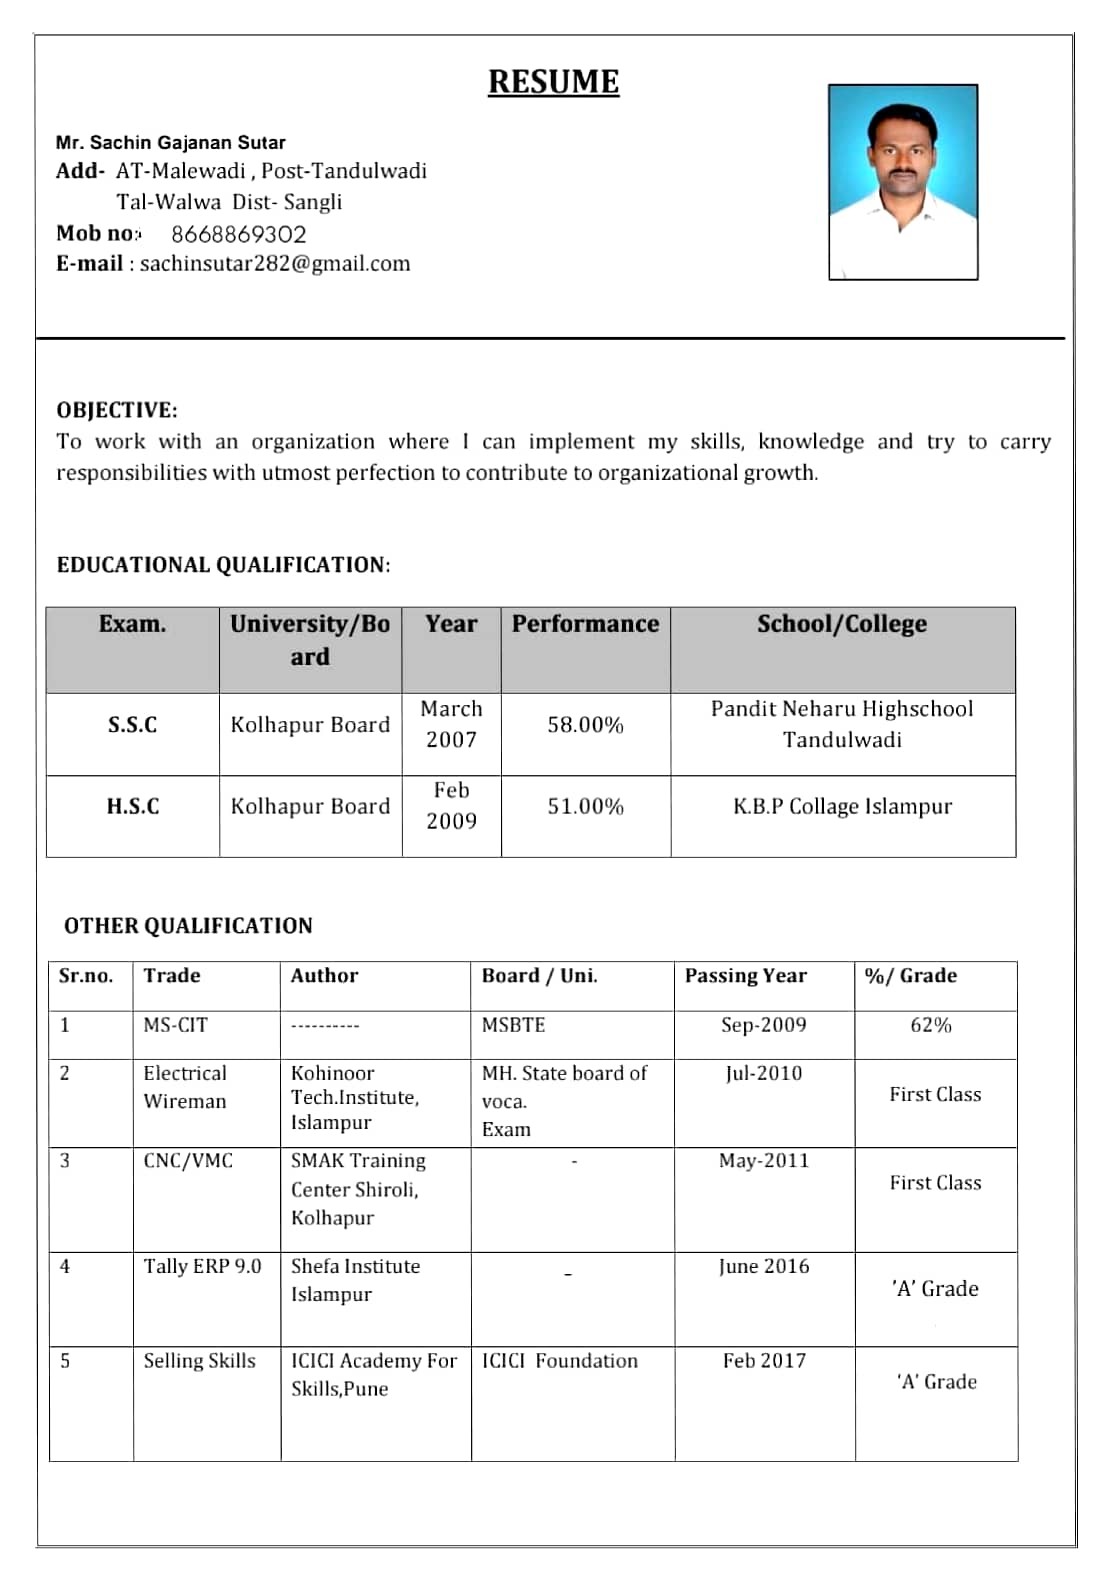 RESUME
Mr. Sachin Gajanan Sutar
Add- AT-Malewadi , Post-Tandulwadi
Tal-Walwa Dist- Sangli
Mob no: 8668869302
E-mail : sachinsutar282@gmail.com
OBJECTIVE:
To work with an organization where I can implement my skills, knowledge and try to carry
responsibilities with utmost perfection to contribute to organizational growth.
EDUCATIONAL QUALIFICATION:
Exam. University/Bo Year Performance School/College
ard
S.S.C Kolhapur Board March 2007 58.00% Pandit Neharu Highschool
Tandulwadi
H.S.C Kolhapur Board Feb 2009 51.00% K.B.P Collage Islampur
OTHER QUALIFICATION
Sr.no. Trade Author Board / Uni. Passing Year %/ Grade
1 MS-CIT ---------- MSBTE Sep-2009 62%
2 Electrical Kohinoor MH. State board of Jul-2010 First Class
Wireman Tech.Institute, voca.
Islampur Exam
3 CNC/VMC SMAK Training - May-2011 First Class
Center Shiroli,
Kolhapur
4 Tally ERP 9.0 Shefa Institute - June 2016 'A' Grade
Islampur
5 Selling Skills ICICI Academy For ICICI Foundation Feb 2017 'A' Grade
Skills,Pune